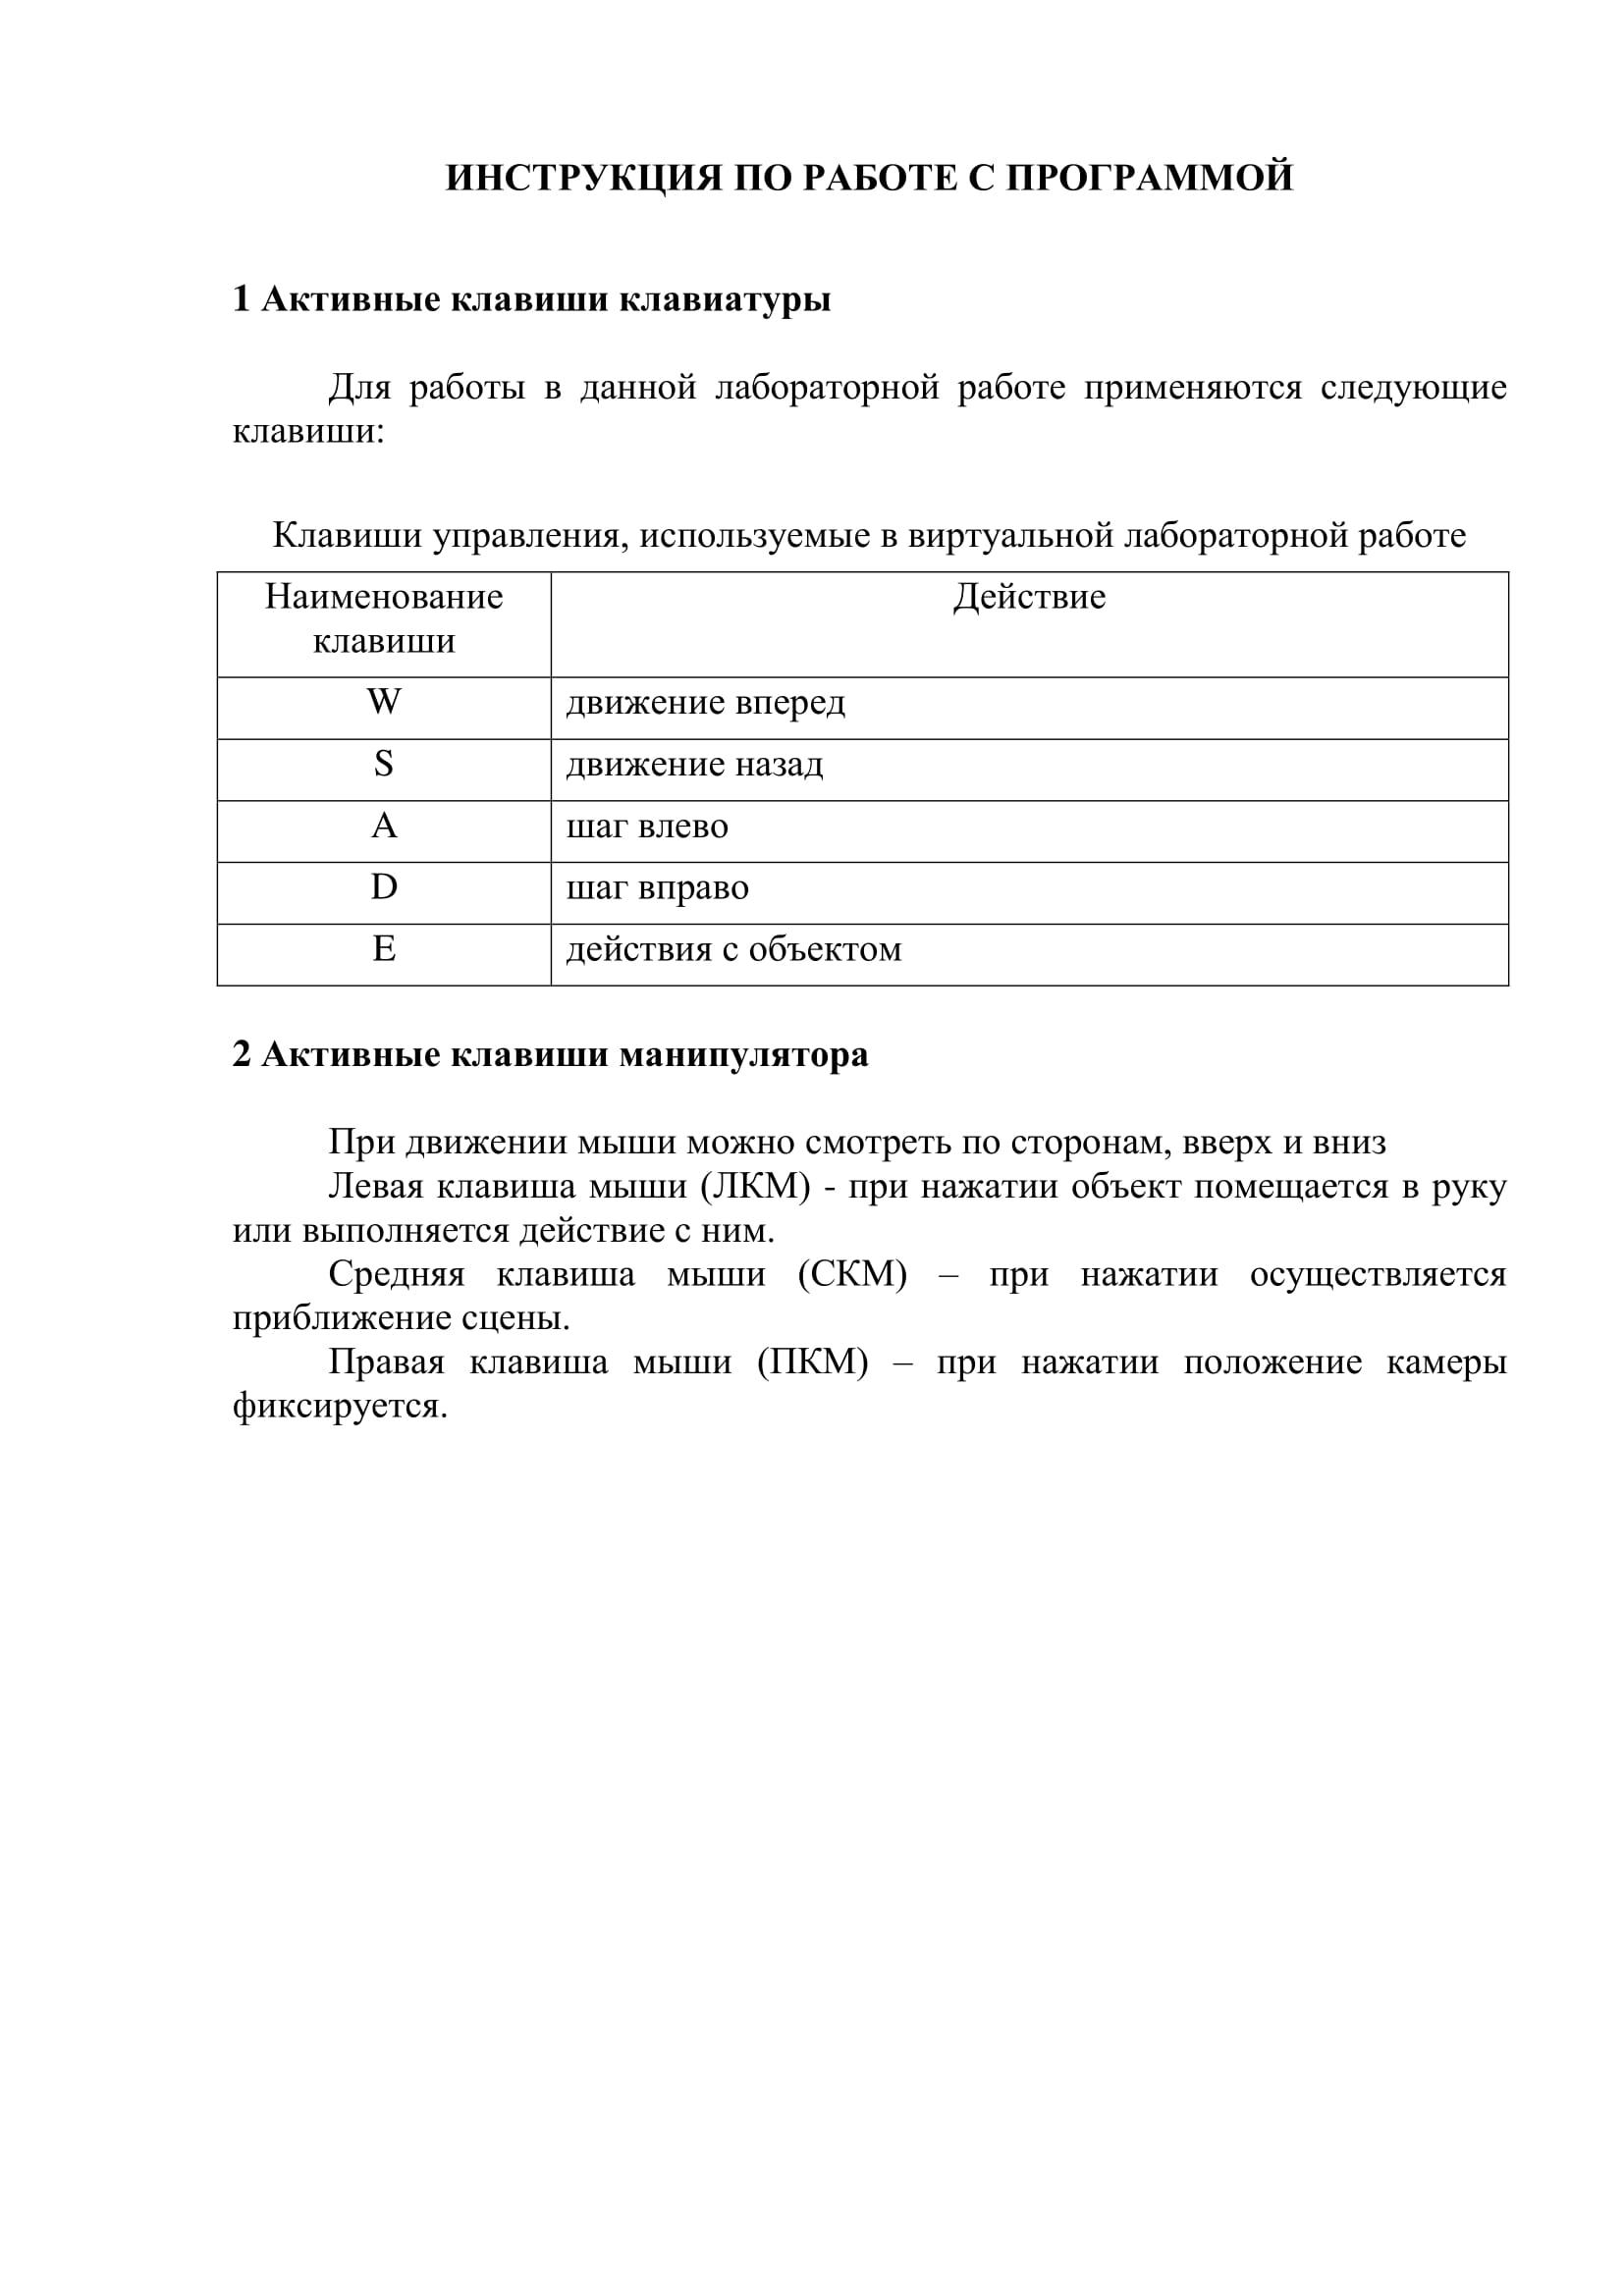 ИНСТРУКЦИЯ ПО РАБОТЕ С ПРОГРАММОЙ
1 Активные клавиши клавиатуры
Для работы в данной лабораторной работе применяются следующие
клавиши:
Клавиши управления, используемые в виртуальной лабораторной работе
Наименование
клавиши
Действие
W
движение вперед
S
движение назад
A
шаг влево
D
шаг вправо
E
действия с объектом
2 Активные клавиши манипулятора
При движении мыши можно смотреть по сторонам, вверх и вниз
Левая клавиша мыши (ЛКМ) - при нажатии объект помещается в руку
или выполняется действие с ним.
Средняя клавиша мыши (СКМ) – при нажатии осуществляется
приближение сцены.
Правая клавиша мыши (ПКМ) – при нажатии положение камеры
фиксируется.